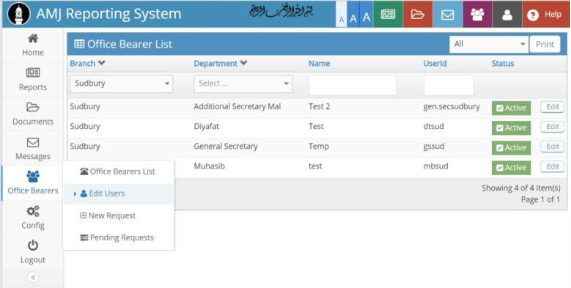 AMJ Reporting System
A A A
Help
Home
Reports
Documents
Messages
Office Bearers
Config
Logout
Office Bearer List
All
Print
Branch Department Name UserId Status
Sudbury Select ...
Sudbury Additional Secretary Mal Test 2 gen.secsudbury Active Edit
Sudbury Diyafat Test dtsud Active Edit
Sudbury General Secretary Temp gssud Active Edit
Muhasib test mbsud Active Edit
Office Bearers List
Edit Users
New Request
Pending Requests
Showing 4 of 4 item(s)
Page 1 of 1